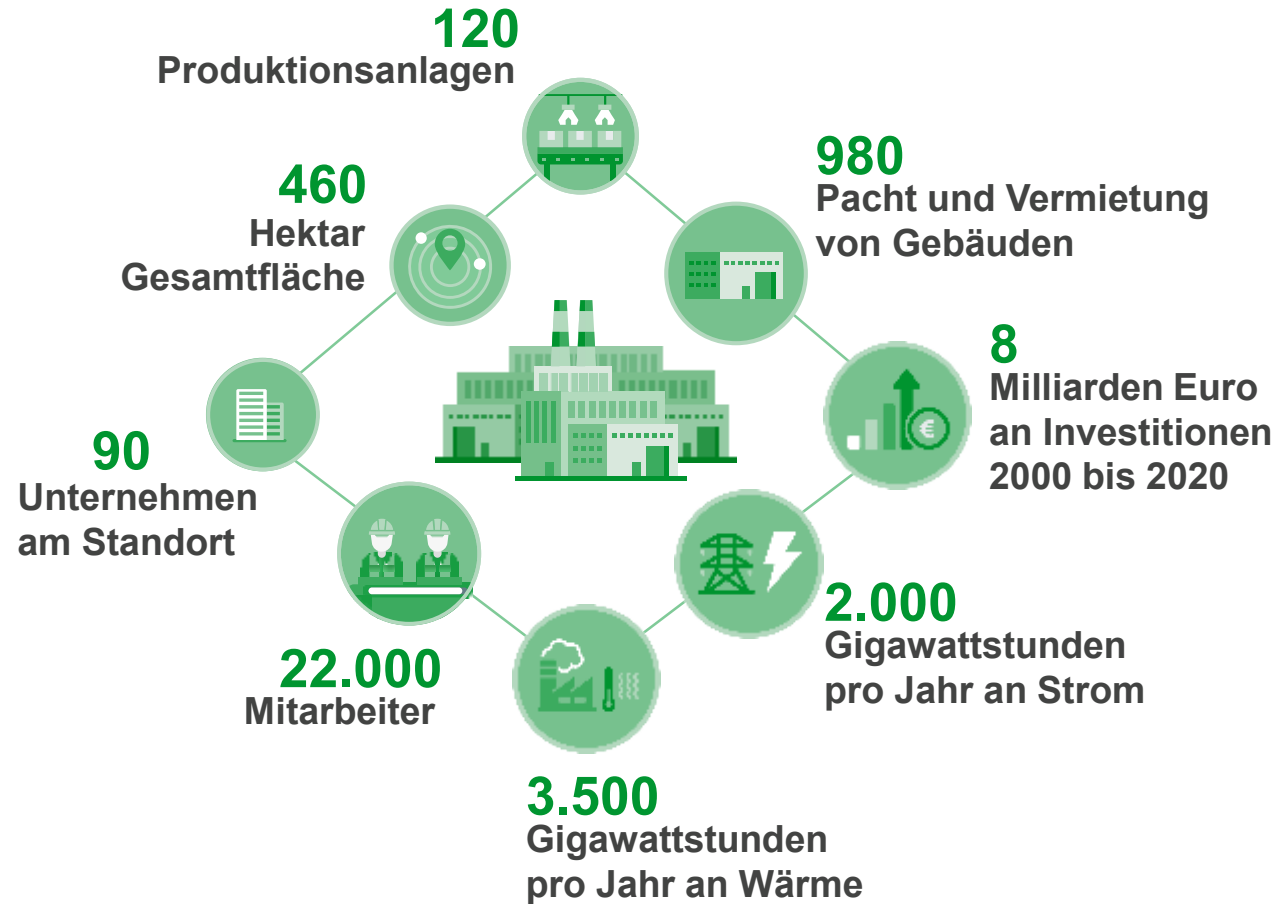 120
Produktionsanlagen
980
Pacht und Vermietung
von Gebäuden
460
Hektar
Gesamtfläche
8
Milliarden Euro
an Investitionen
2000 bis 2020
90
Unternehmen
am Standort
2.000
Gigawattstunden
pro Jahr an Strom
22.000
Mitarbeiter
3.500
Gigawattstunden
pro Jahr an Wärme
€